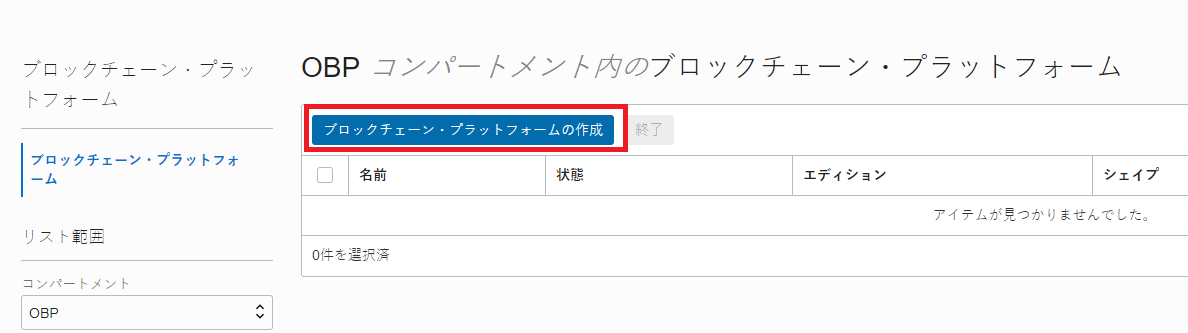 ブロックチェーン・プラッ
トフォーム
ブロックチェーン・プラットフォ
ーム
リスト範囲
コンパートメント
OBP
OBP コンパートメント内のブロックチェーン・プラットフォーム
ブロックチェーン・プラットフォームの作成 終了
名前 状態 エディション シェイプ
アイテムが見つかりませんでした。
0件を選択済